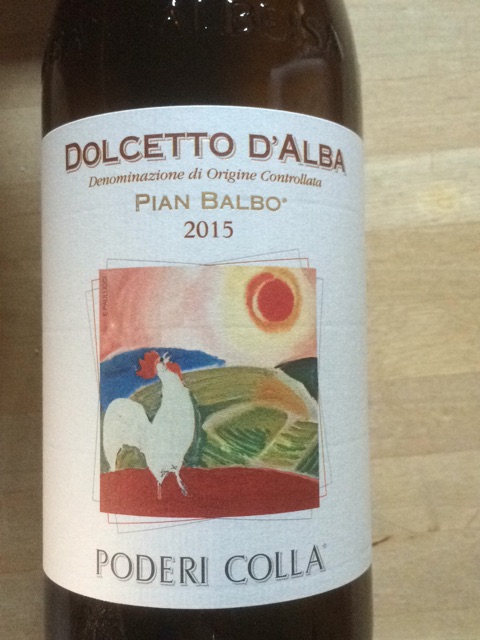 DOLCETTO D'ALBA
Denominazione di Origine Controllata
PIAN BALBO®
2015
PODERI COLLA®